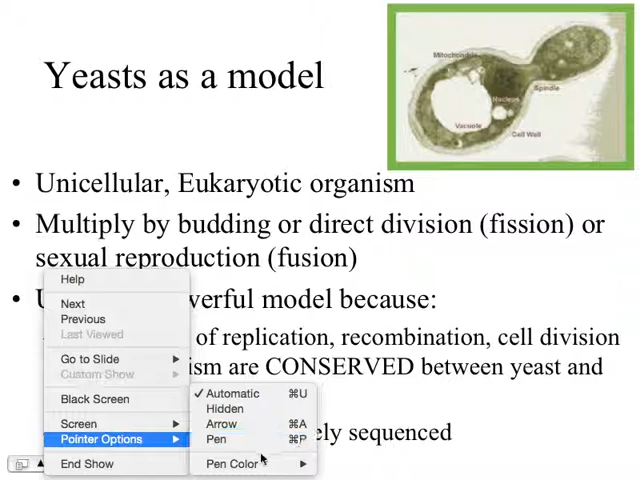 Yeasts as a model
Mitochondria
Spindle
Nucleus
Vacuole
Cell Wall
• Unicellular, Eukaryotic organism
• Multiply by budding or direct division (fission) or
sexual reproduction (fusion)
• U werful model because:
of replication, recombination, cell division
ism are CONSERVED between yeast and
ely sequenced
Help
Next
Previous
Last Viewed
Go to Slide
Custom Show
Black Screen
Screen
Pointer Options
End Show
✓ Automatic ⌘U
Hidden
Arrow ⌘A
Pen ⌘P
Pen Color